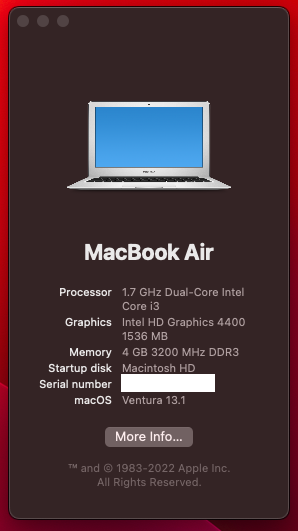 MacBook Air
Processor 1.7 GHz Dual-Core Intel
Core i3
Graphics Intel HD Graphics 4400
1536 MB
Memory 4 GB 3200 MHz DDR3
Startup disk Macintosh HD
Serial number
macOS Ventura 13.1
More Info...
™ and © 1983-2022 Apple Inc.
All Rights Reserved.